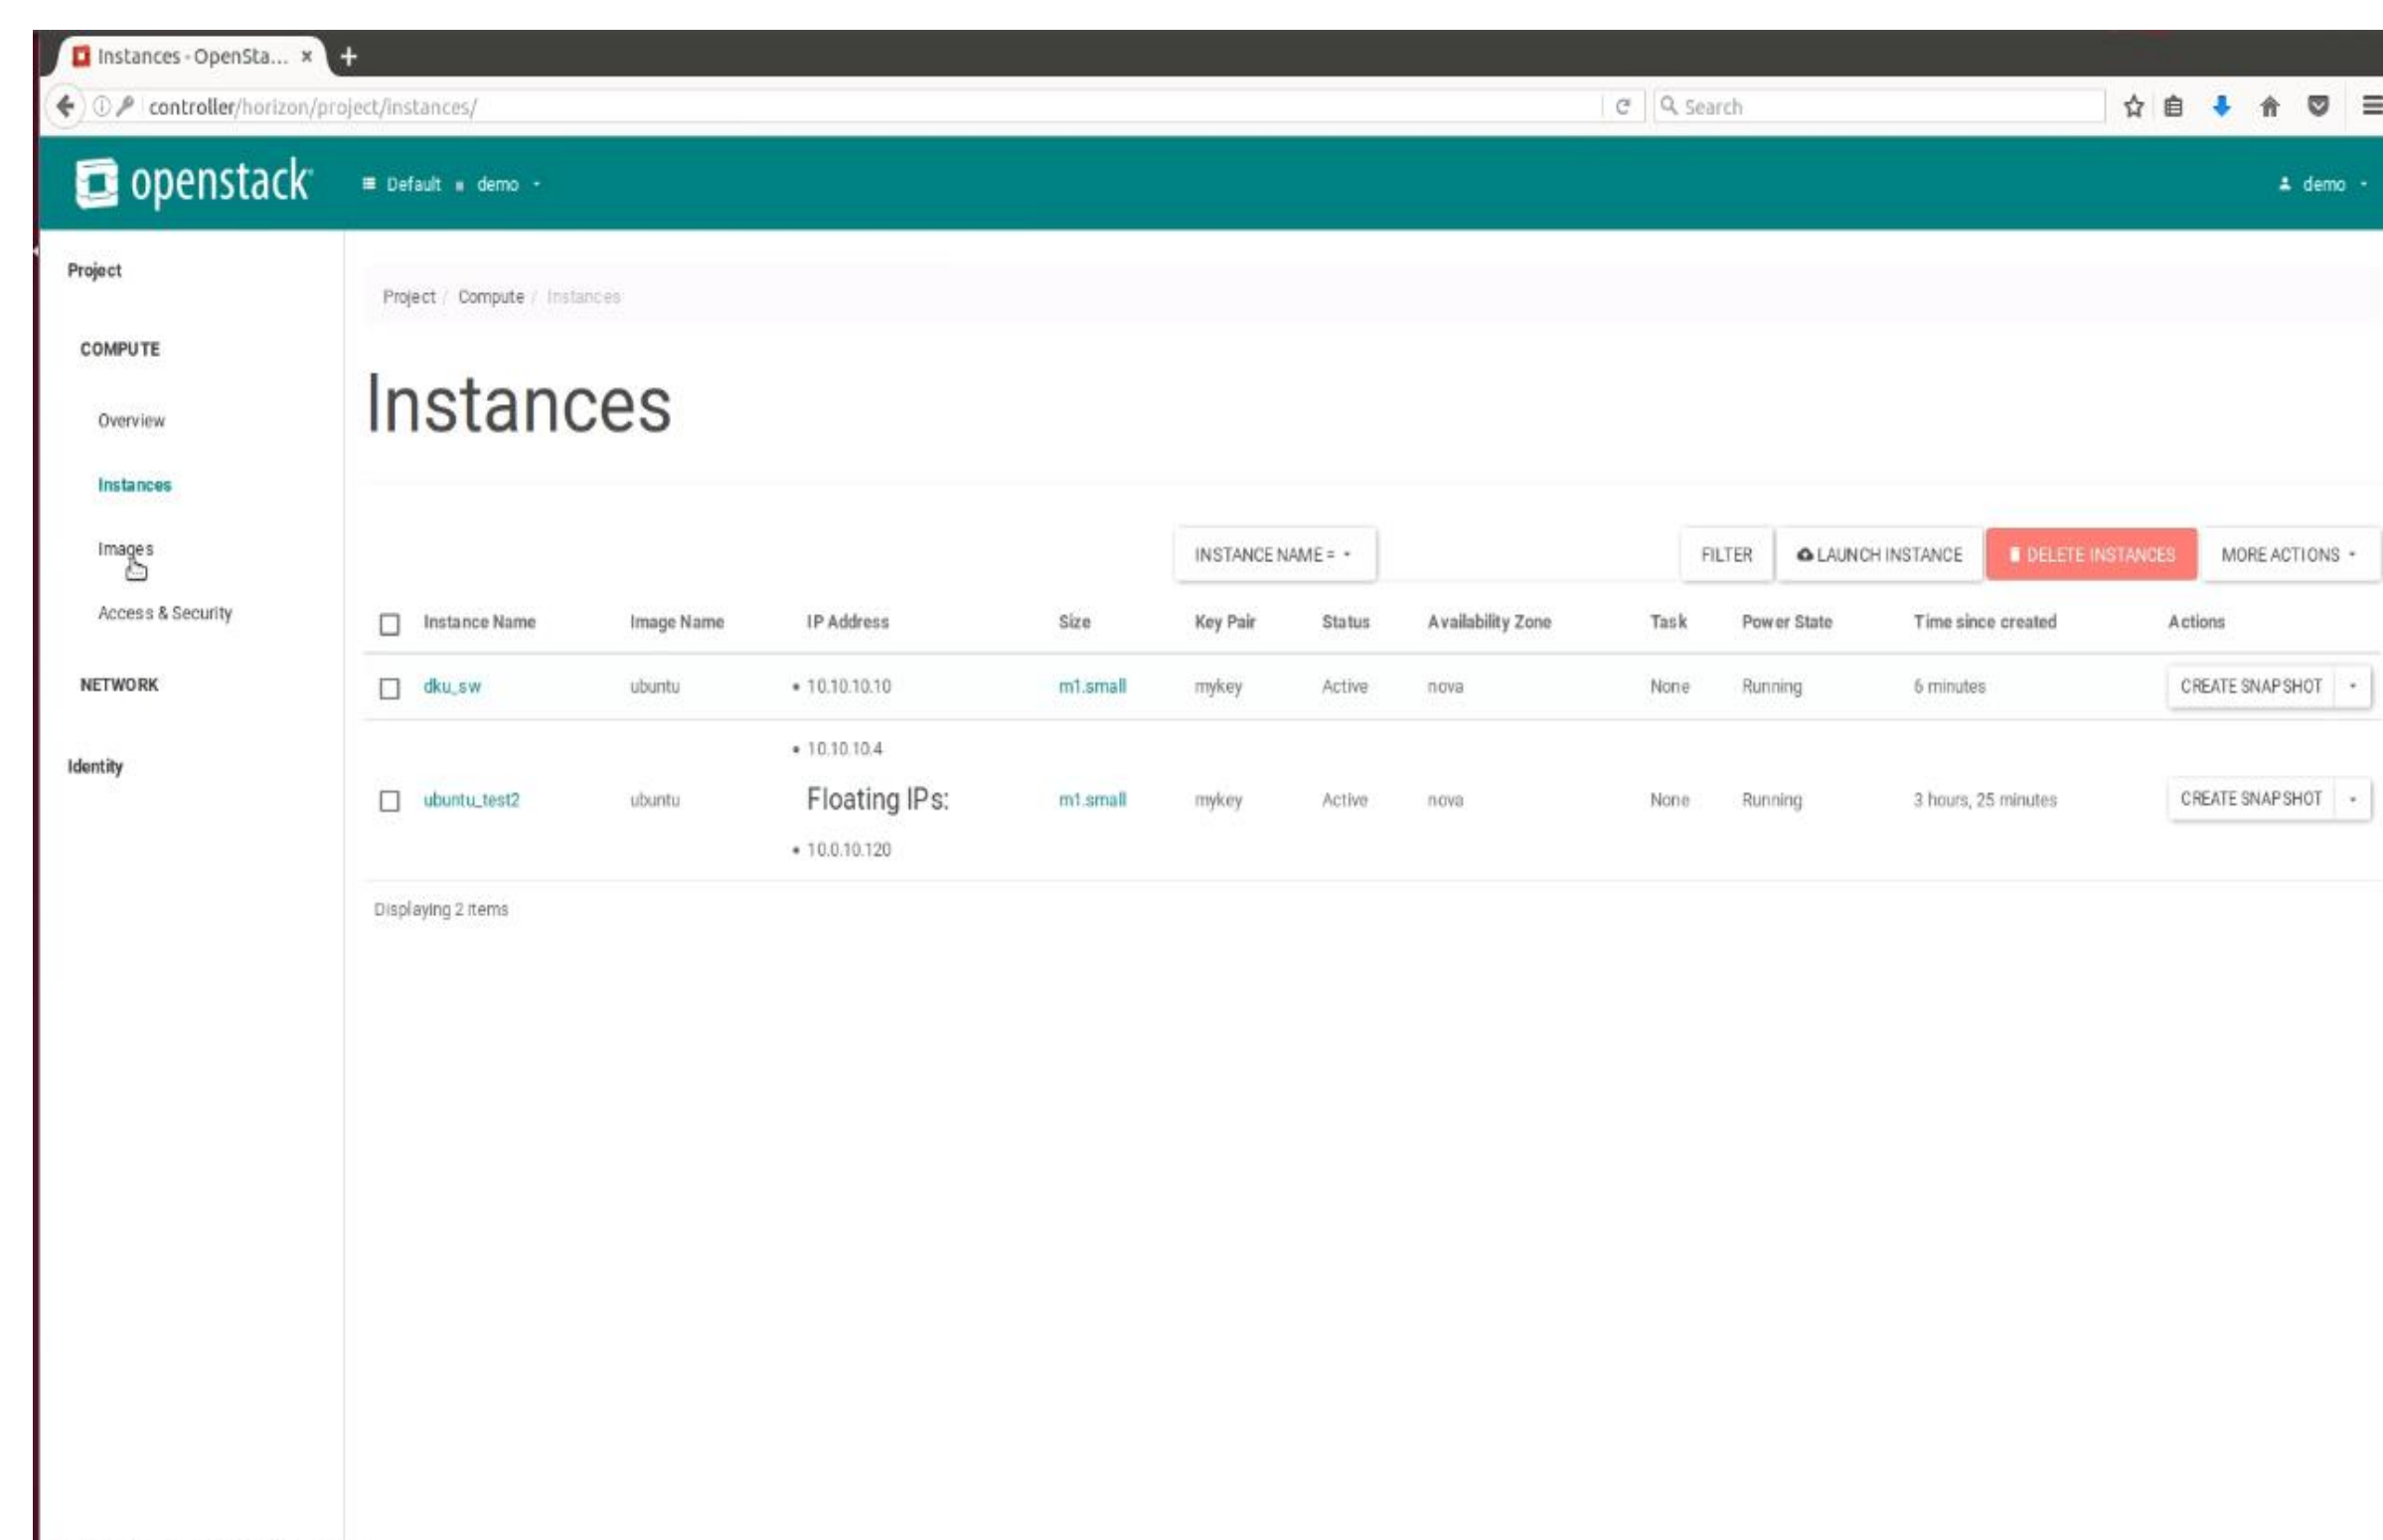 Instances - OpenSta... × +
controller/horizon/project/instances/ Search
openstack Default demo demo
Project
Project / Compute / Instances
COMPUTE
Instances
Overview
Instances
Images
Access & Security
NETWORK
Identity
INSTANCE NAME = FILTER LAUNCH INSTANCE DELETE INSTANCES MORE ACTIONS
Instance Name Image Name IP Address Size Key Pair Status Availability Zone Task Power State Time since created Actions
dku_sw ubuntu • 10.10.10.10 m1.small mykey Active nova None Running 6 minutes CREATE SNAPSHOT
• 10.10.10.4
ubuntu_test2 ubuntu Floating IPs: m1.small mykey Active nova None Running 3 hours, 25 minutes CREATE SNAPSHOT
• 10.0.10.120
Displaying 2 items